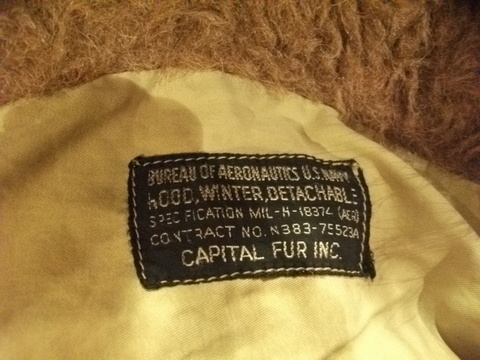 BUREAU OF AERONAUTICS U.S. NAVY
HOOD, WINTER, DETACHABLE
SPECIFICATION MIL-H-18374 (AER)
CONTRACT NO. N383-75523A
CAPITAL FUR INC.